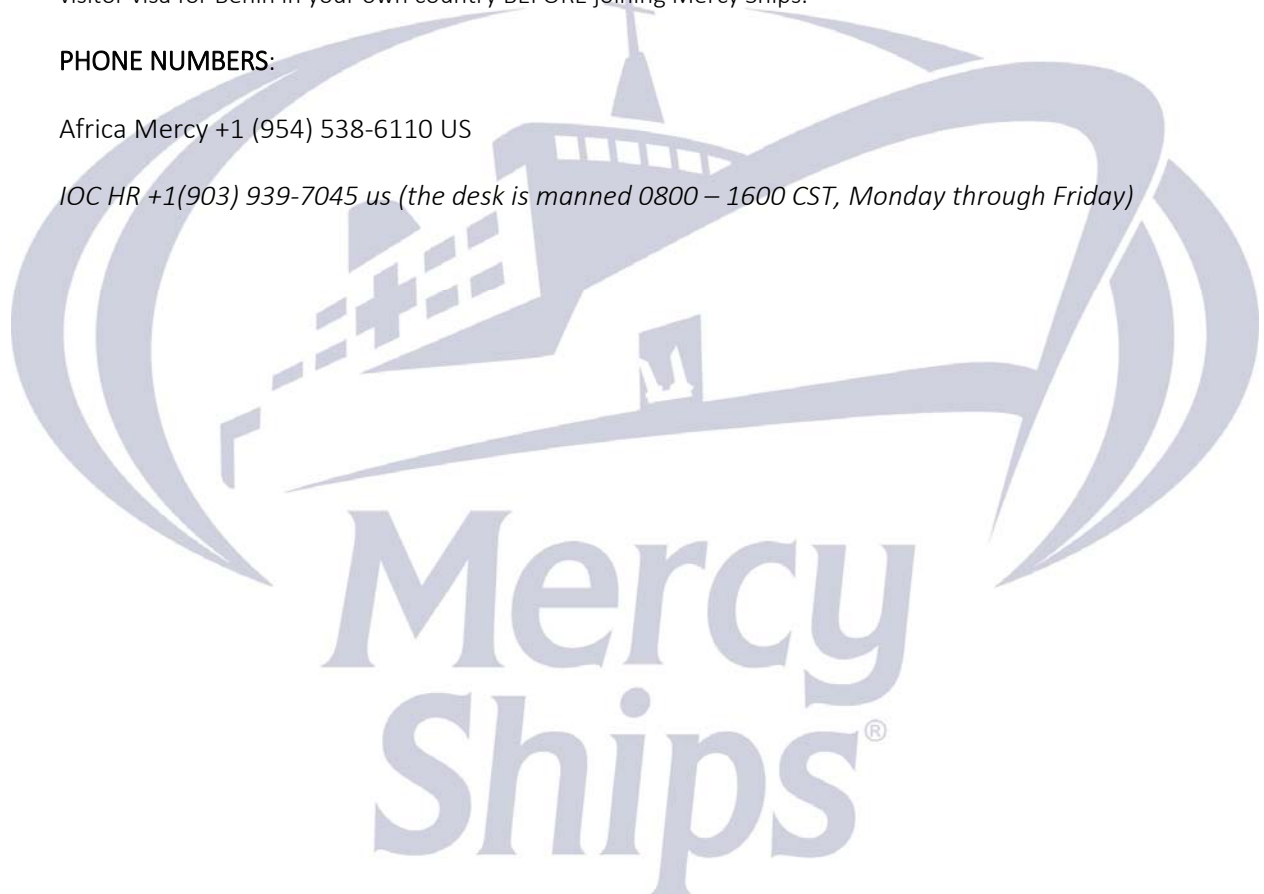 visitor visa for Benin in your own country BEFORE joining Mercy Ships.
PHONE NUMBERS:
Africa Mercy +1 (954) 538-6110 US
IOC HR +1(903) 939-7045 us (the desk is manned 0800 – 1600 CST, Monday through Friday)
Mercy
Ships®